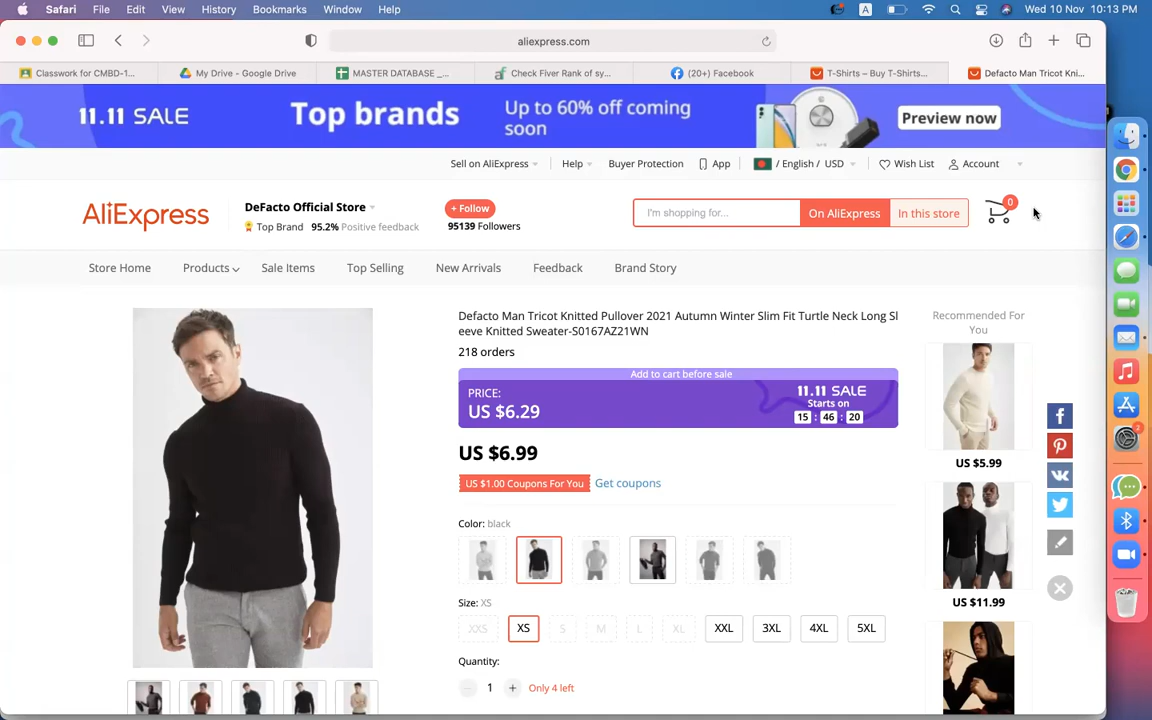 Safari File Edit View History Bookmarks Window Help
A
Wed 10 Nov 10:13 PM
aliexpress.com
Classwork for CMBD-1...
My Drive - Google Drive
MASTER DATABASE _...
Check Fiver Rank of sy...
(20+) Facebook
T-Shirts – Buy T-Shirts...
Defacto Man Tricot Kni...
11.11 SALE
Top brands
Up to 60% off coming
soon
Preview now
Sell on AliExpress
Help
Buyer Protection
App
/ English / USD
Wish List
Account
AliExpress
DeFacto Official Store
Top Brand 95.2% Positive feedback
+ Follow
95139 Followers
I'm shopping for...
On AliExpress
In this store
0
Store Home
Products
Sale Items
Top Selling
New Arrivals
Feedback
Brand Story
Defacto Man Tricot Knitted Pullover 2021 Autumn Winter Slim Fit Turtle Neck Long Sl
eeve Knitted Sweater-S0167AZ21WN
218 orders
Add to cart before sale
PRICE:
US $6.29
11.11 SALE
Starts on
15 : 46 : 20
US $6.99
US $1.00 Coupons For You
Get coupons
Color: black
Size: XS
XXS XS S M L XL XXL 3XL 4XL 5XL
Quantity:
1 + Only 4 left
Recommended For
You
US $5.99
US $11.99
2